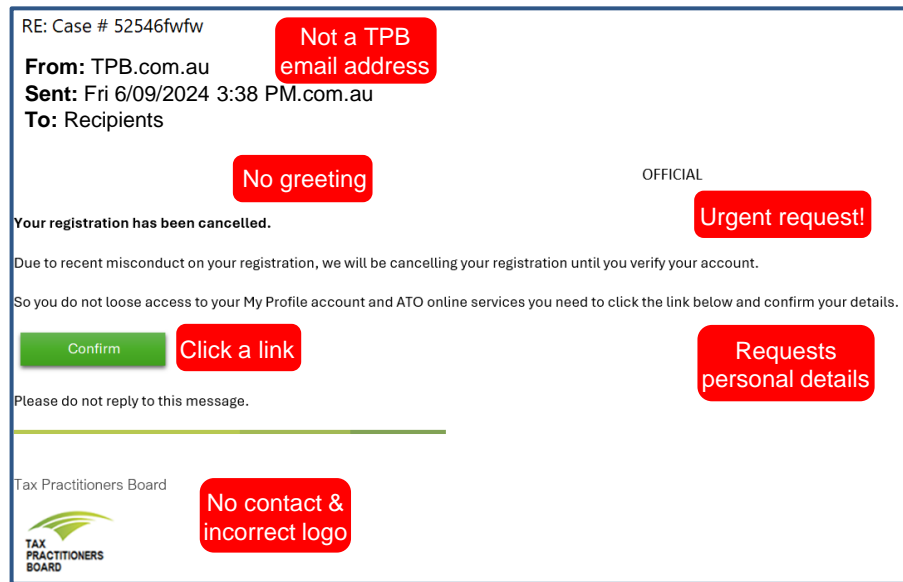 RE: Case # 52546fwfw
Not a TPB
email address
From: TPB.com.au
Sent: Fri 6/09/2024 3:38 PM.com.au
To: Recipients
No greeting
OFFICIAL
Urgent request!
Your registration has been cancelled.
Due to recent misconduct on your registration, we will be cancelling your registration until you verify your account.
So you do not loose access to your My Profile account and ATO online services you need to click the link below and confirm your details.
Confirm
Click a link
Requests
personal details
Please do not reply to this message.
Tax Practitioners Board
No contact &
incorrect logo
TAX
PRACTITIONERS
BOARD